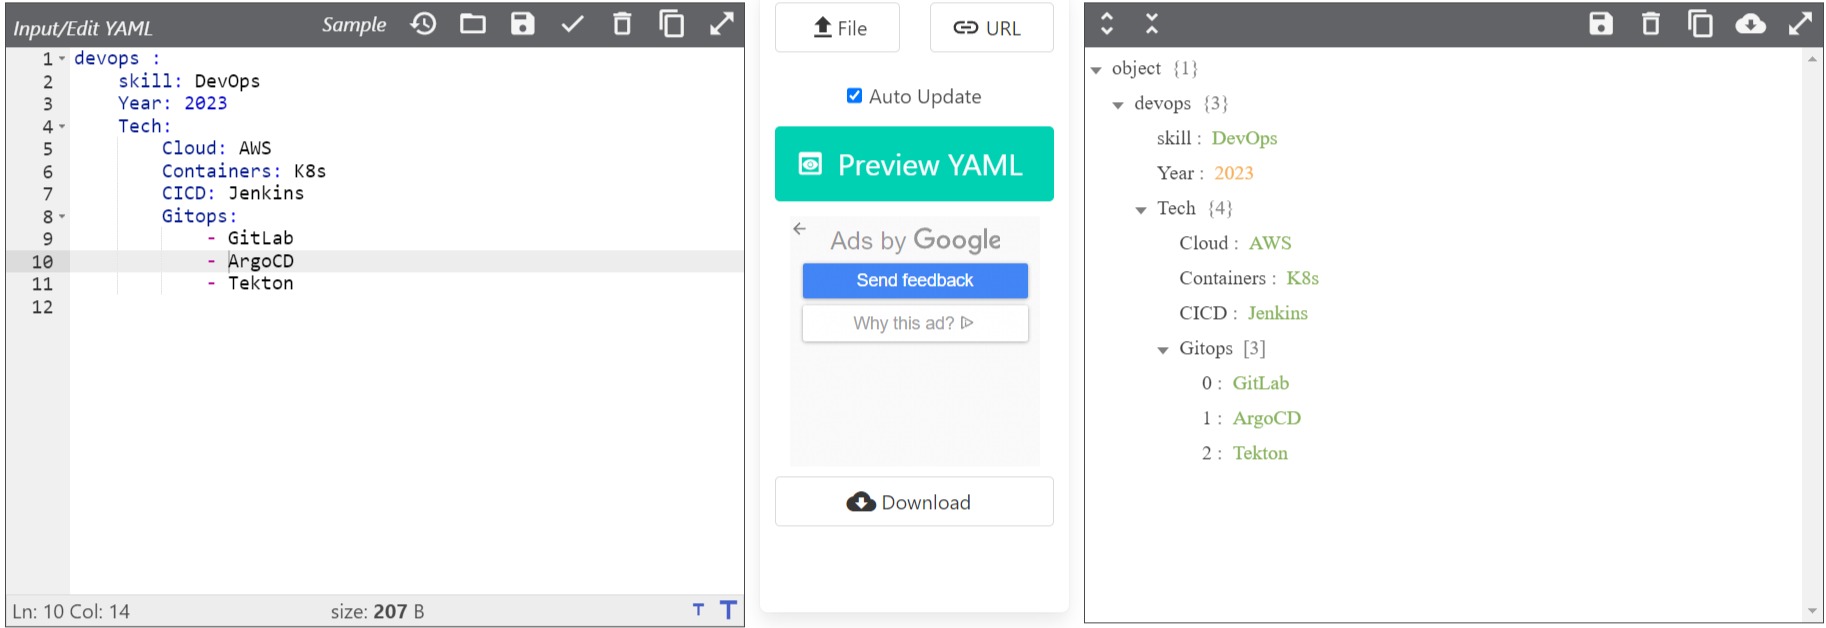 Input/Edit YAML Sample
1 devops :
2     skill: DevOps
3     Year: 2023
4     Tech:
5         Cloud: AWS
6         Containers: K8s
7         CICD: Jenkins
8         Gitops:
9             - GitLab
10             - ArgoCD
11             - Tekton
12
Ln: 10 Col: 14 size: 207 B T T
File URL
Auto Update
Preview YAML
Ads by Google
Send feedback
Why this ad?
Download
object {1}
devops {3}
skill : DevOps
Year : 2023
Tech {4}
Cloud : AWS
Containers : K8s
CICD : Jenkins
Gitops [3]
0 : GitLab
1 : ArgoCD
2 : Tekton